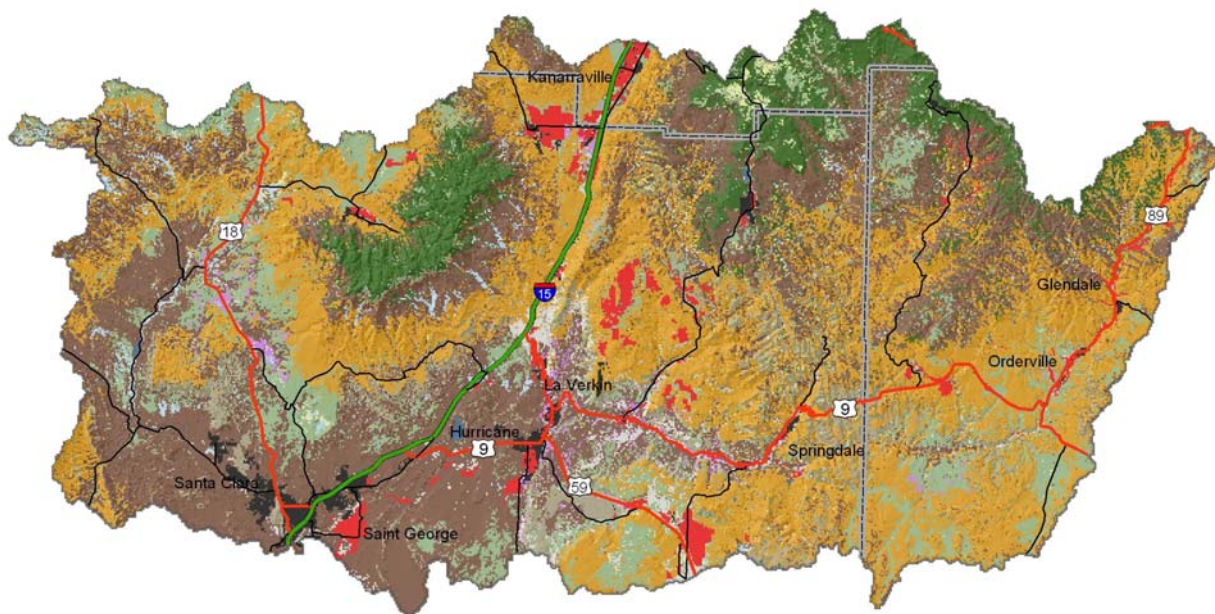 Kanarraville
89
18
Glendale
15
Orderville
La Verkin
9
Hurricane
9
Springdale
Santa Clara
59
Saint George